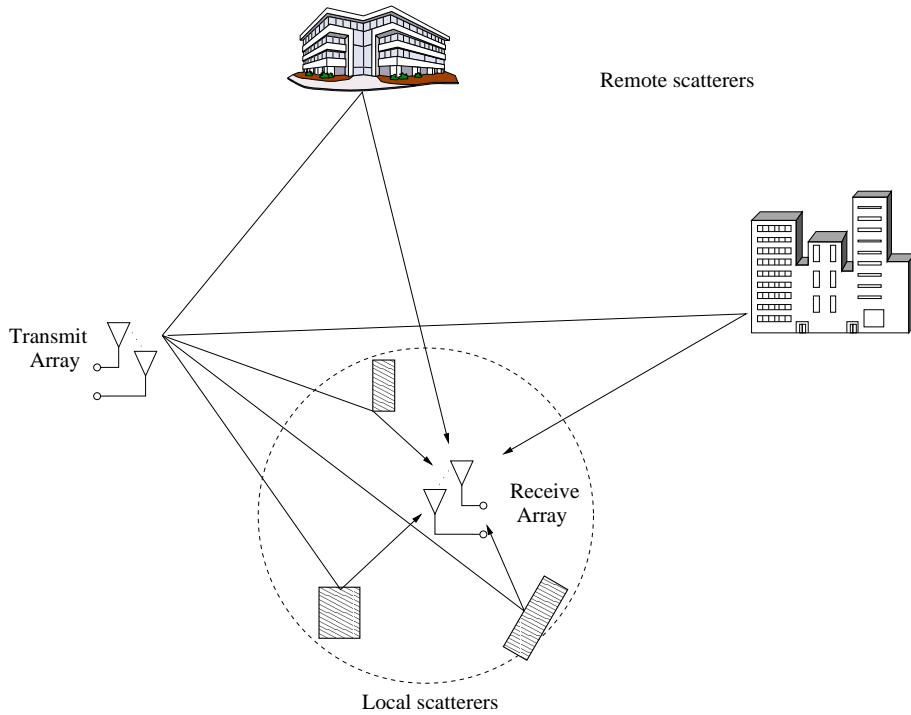 Remote scatterers
Transmit
Array
Receive
Array
Local scatterers